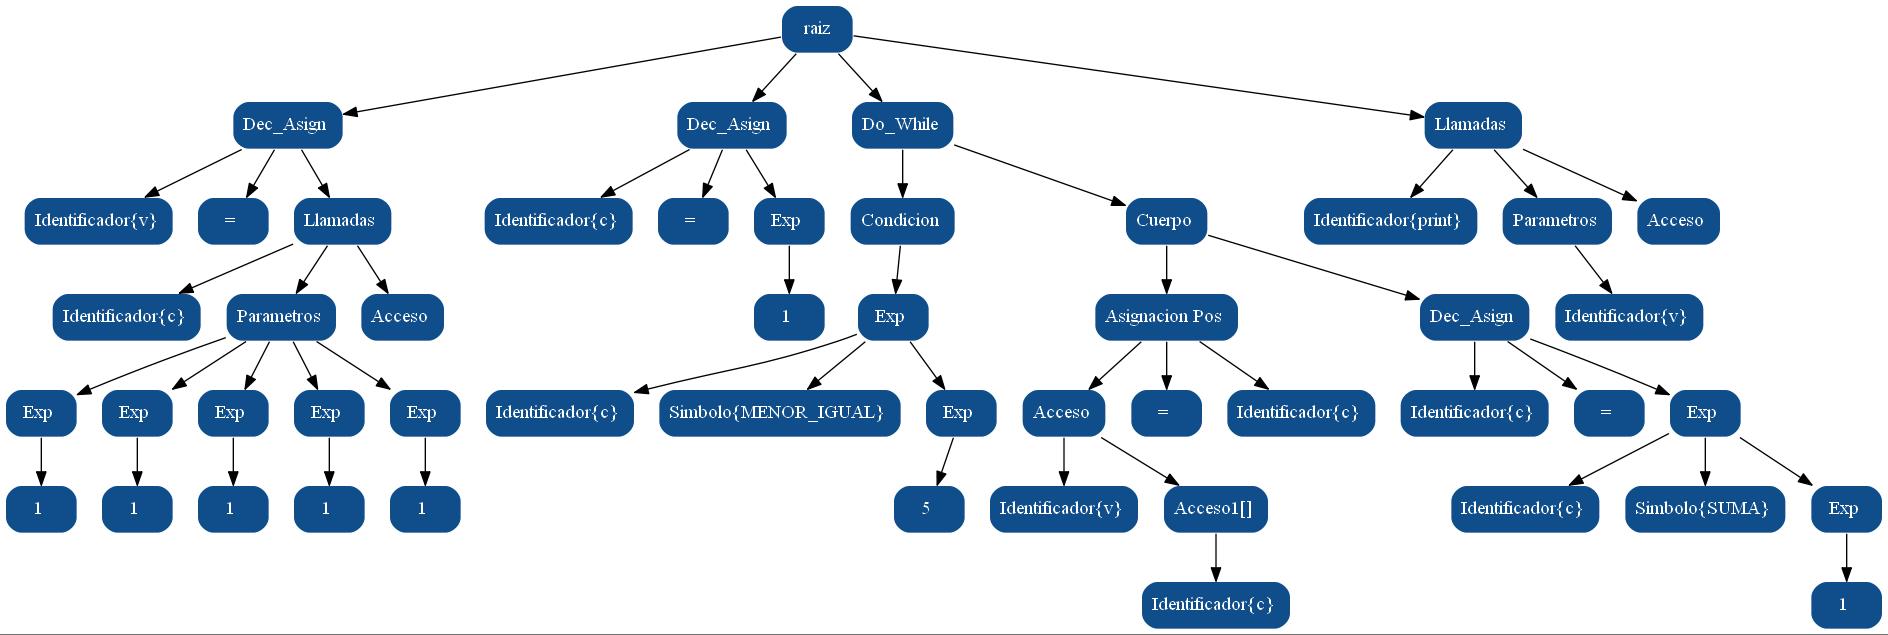 raiz
Dec_Asign Dec_Asign Do_While Llamadas
Identificador{v} = Llamadas Identificador{c} = Exp Condicion Cuerpo Identificador{print} Parametros Acceso
Identificador{c} Parametros Acceso 1 Exp Asignacion Pos Dec_Asign Identificador{v}
Exp Exp Exp Exp Exp Identificador{c} Simbolo{MENOR_IGUAL} Exp Acceso = Identificador{c} Identificador{c} = Exp
1 1 1 1 1 5 Identificador{v} Acceso1[] Identificador{c} Simbolo{SUMA} Exp
Identificador{c} 1